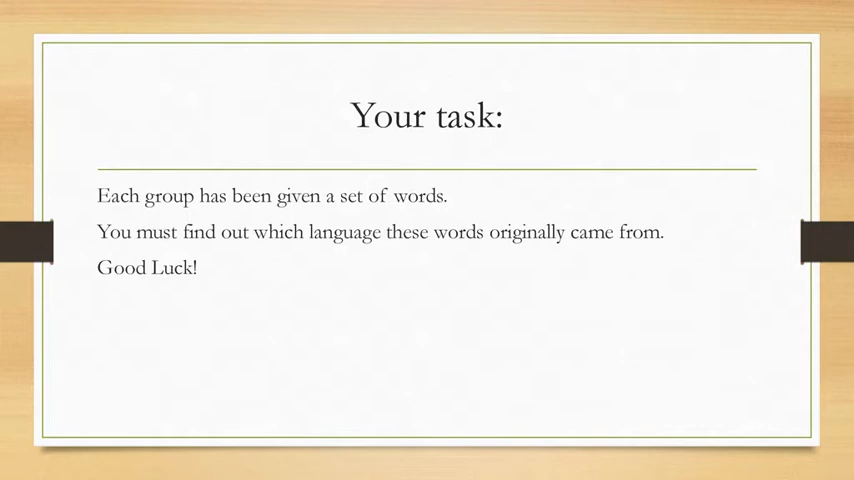 Your task:
Each group has been given a set of words.
You must find out which language these words originally came from.
Good Luck!